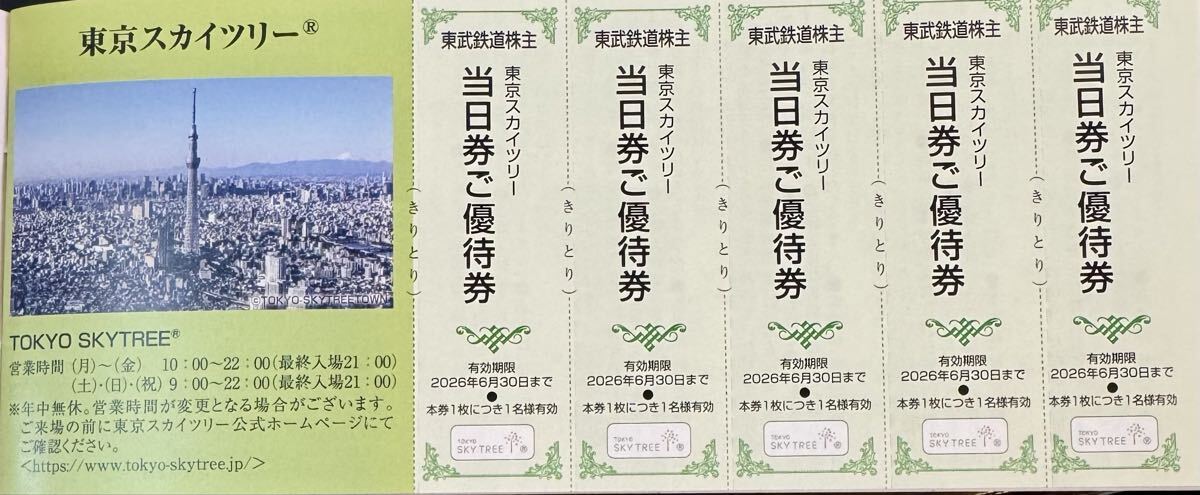 東京スカイツリー®
©TOKYO SKYTREETOWN
TOKYO SKYTREE®
営業時間 (月)～(金) 10:00～22:00(最終入場21:00)
(土)・(日)・(祝) 9:00～22:00(最終入場21:00)
※年中無休。営業時間が変更となる場合がございます。
ご来場の前に東京スカイツリー公式ホームページにて
ご確認ください。
<https://www.tokyo-skytree.jp/>
(きりとり)
東武鉄道株主
東京スカイツリー
当日券ご優待券
有効期限
2026年6月30日まで
本券1枚につき1名様有効
TOKYO
SKYTREE®
(きりとり)
東武鉄道株主
東京スカイツリー
当日券ご優待券
有効期限
2026年6月30日まで
本券1枚につき1名様有効
TOKYO
SKYTREE®
(きりとり)
東武鉄道株主
東京スカイツリー
当日券ご優待券
有効期限
2026年6月30日まで
本券1枚につき1名様有効
TOKYO
SKYTREE®
(きりとり)
東武鉄道株主
東京スカイツリー
当日券ご優待券
有効期限
2026年6月30日まで
本券1枚につき1名様有効
TOKYO
SKYTREE®
(きりとり)
東武鉄道株主
東京スカイツリー
当日券ご優待券
有効期限
2026年6月30日まで
本券1枚につき1名様有効
TOKYO
SKYTREE®